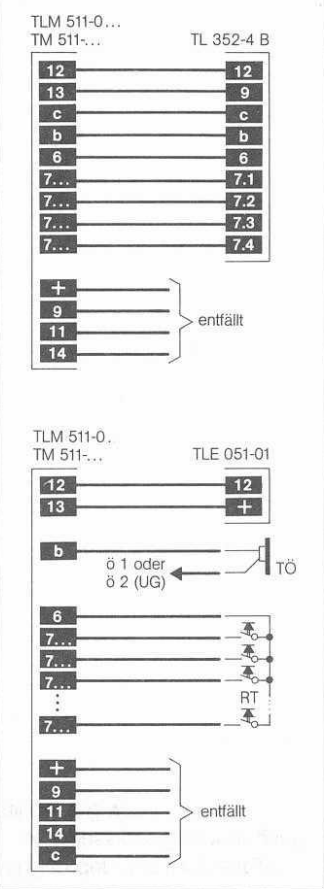 TLM 511-0...
TM 511-... TL 352-4 B
12 12
13 9
c c
b b
6 6
7... 7.1
7... 7.2
7... 7.3
7... 7.4
+
9
11
14
entfällt
TLM 511-0.
TM 511-... TLE 051-01
12 12
13 +
b
ö 1 oder
ö 2 (UG)
TÖ
6
7...
7...
7...
RT
7...
+
9
11
14
c
entfällt